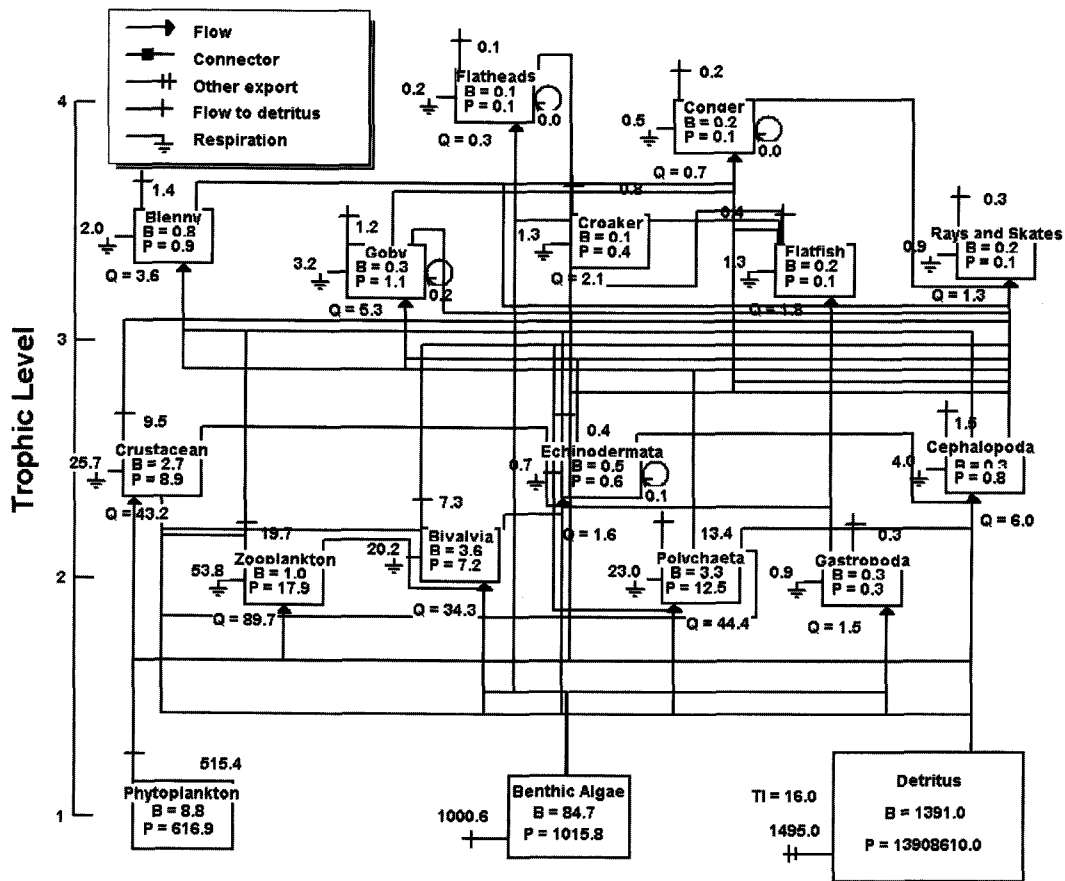 Flow
Connector
Other export
Flow to detritus
Respiration
Trophic Level
4
3
2
1
0.1
Flatheads
B = 0.1
P = 0.1
0.2
0.0
Q = 0.3
0.2
Conger
B = 0.2
P = 0.1
0.5
0.0
Q = 0.7
1.4
Blenny
B = 0.8
P = 0.9
2.0
Q = 3.6
1.2
Goby
B = 0.3
P = 1.1
3.2
0.2
Q = 5.3
0.8
Croaker
B = 0.1
P = 0.4
1.3
Q = 2.1
0.4
Flatfish
B = 0.2
P = 0.1
1.3
Q = 1.8
0.3
Rays and Skates
B = 0.2
P = 0.1
0.9
Q = 1.3
9.5
Crustacean
B = 2.7
P = 8.9
25.7
Q = 43.2
0.4
Echinodermata
B = 0.5
P = 0.6
0.7
0.1
Q = 1.6
1.5
Cephalopoda
B = 0.3
P = 0.8
4.0
Q = 6.0
19.7
Zooplankton
B = 1.0
P = 17.9
53.8
Q = 89.7
7.3
Bivalvia
B = 3.6
P = 7.2
20.2
Q = 34.3
13.4
Polychaeta
B = 3.3
P = 12.5
23.0
Q = 44.4
0.3
Gastropoda
B = 0.3
P = 0.3
0.9
Q = 1.5
515.4
Phytoplankton
B = 8.8
P = 616.9
1000.6
Benthic Algae
B = 84.7
P = 1015.8
TI = 16.0
1495.0
Detritus
B = 1391.0
P = 13908610.0